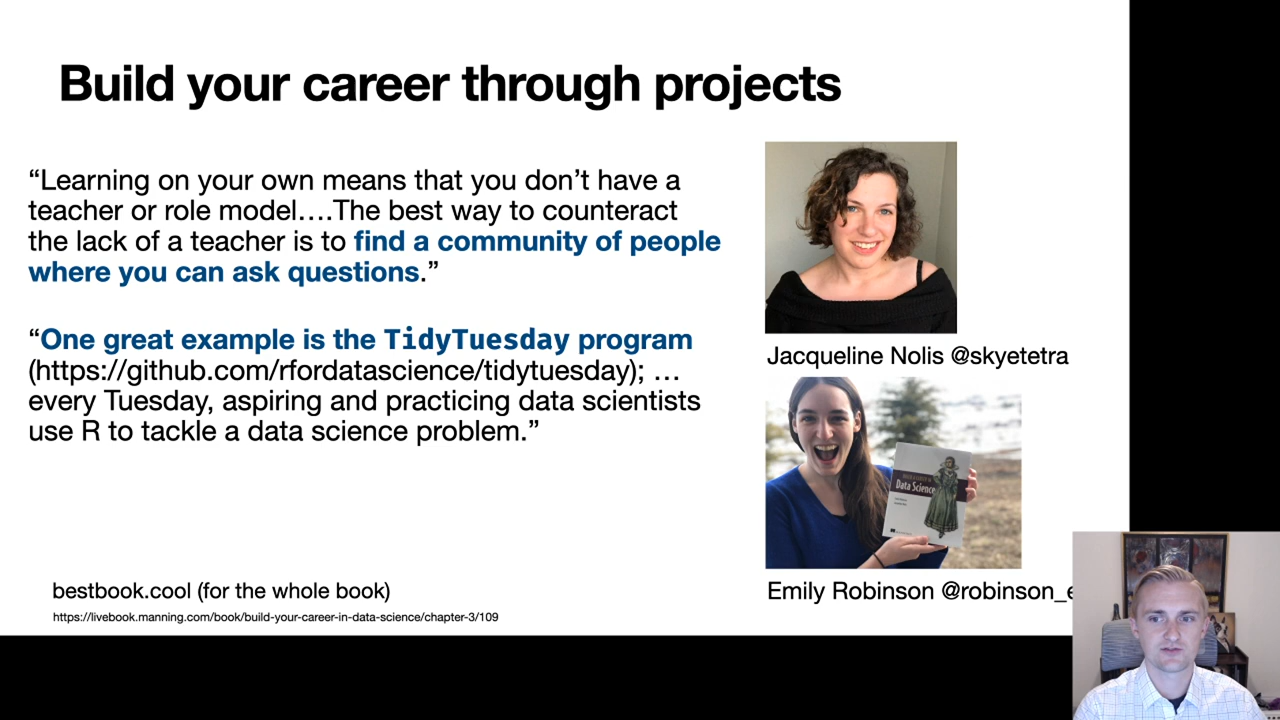 Build your career through projects
“Learning on your own means that you don’t have a
teacher or role model….The best way to counteract
the lack of a teacher is to find a community of people
where you can ask questions.”
“One great example is the TidyTuesday program
(https://github.com/rfordatascience/tidytuesday); …
every Tuesday, aspiring and practicing data scientists
use R to tackle a data science problem.”
Jacqueline Nolis @skyetetra
Data Science
Emily Robinson @robinson_e
bestbook.cool (for the whole book)
https://livebook.manning.com/book/build-your-career-in-data-science/chapter-3/109